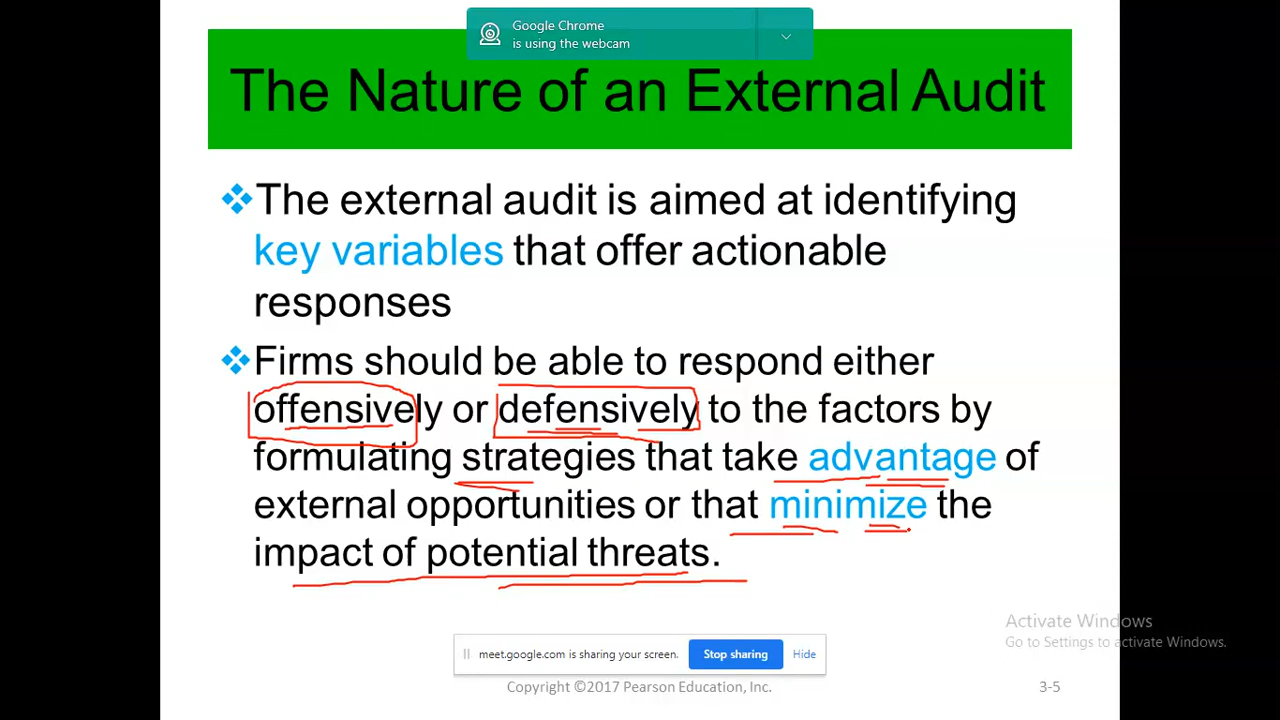 Google Chrome
is using the webcam
The Nature of an External Audit
The external audit is aimed at identifying
key variables that offer actionable
responses
Firms should be able to respond either
offensively or defensively to the factors by
formulating strategies that take advantage of
external opportunities or that minimize the
impact of potential threats.
Activate Windows
Go to Settings to activate Windows.
meet.google.com is sharing your screen. Stop sharing Hide
Copyright ©2017 Pearson Education, Inc. 3-5